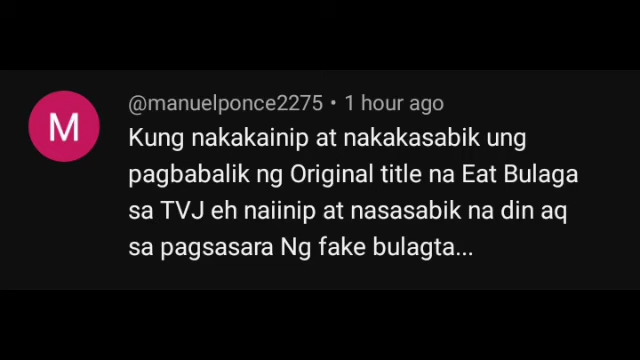 M
@manuelponce2275 • 1 hour ago
Kung nakakainip at nakakasabik ung
pagbabalik ng Original title na Eat Bulaga
sa TVJ eh naiinip at nasasabik na din aq
sa pagsasara Ng fake bulagta...